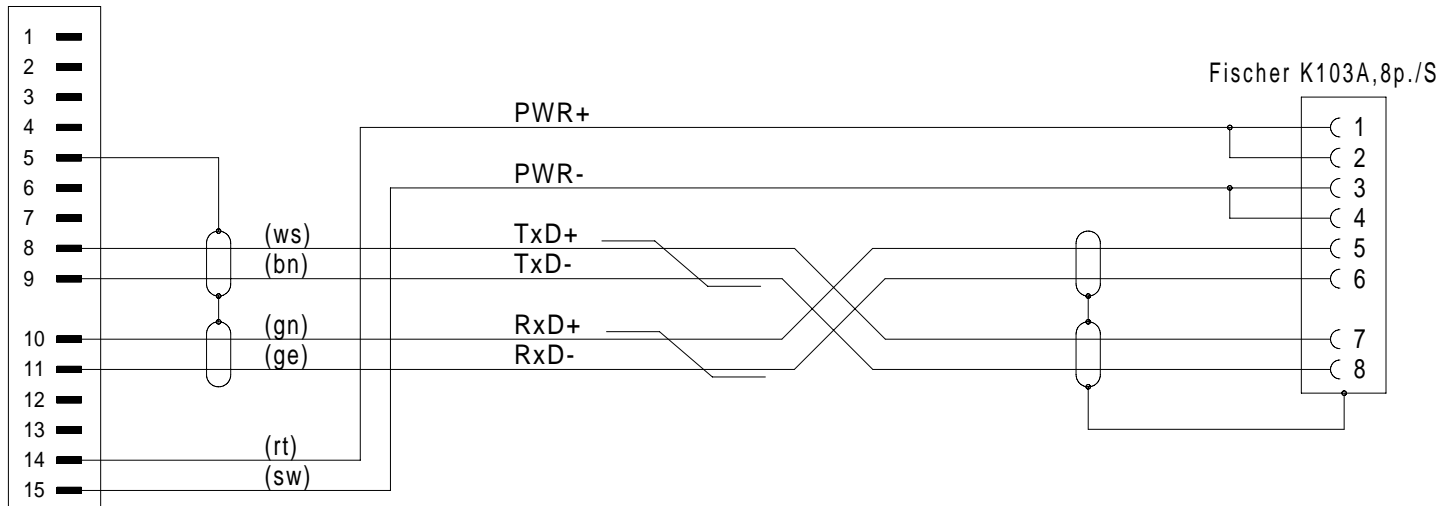 1
2
Fischer K103A,8p./S
3
4 PWR+ 1
5 2
6 PWR- 3
7 4
8 (ws) TxD+ 5
9 (bn) TxD- 6
10 (gn) RxD+ 7
11 (ge) RxD- 8
12
13
14 (rt)
15 (sw)